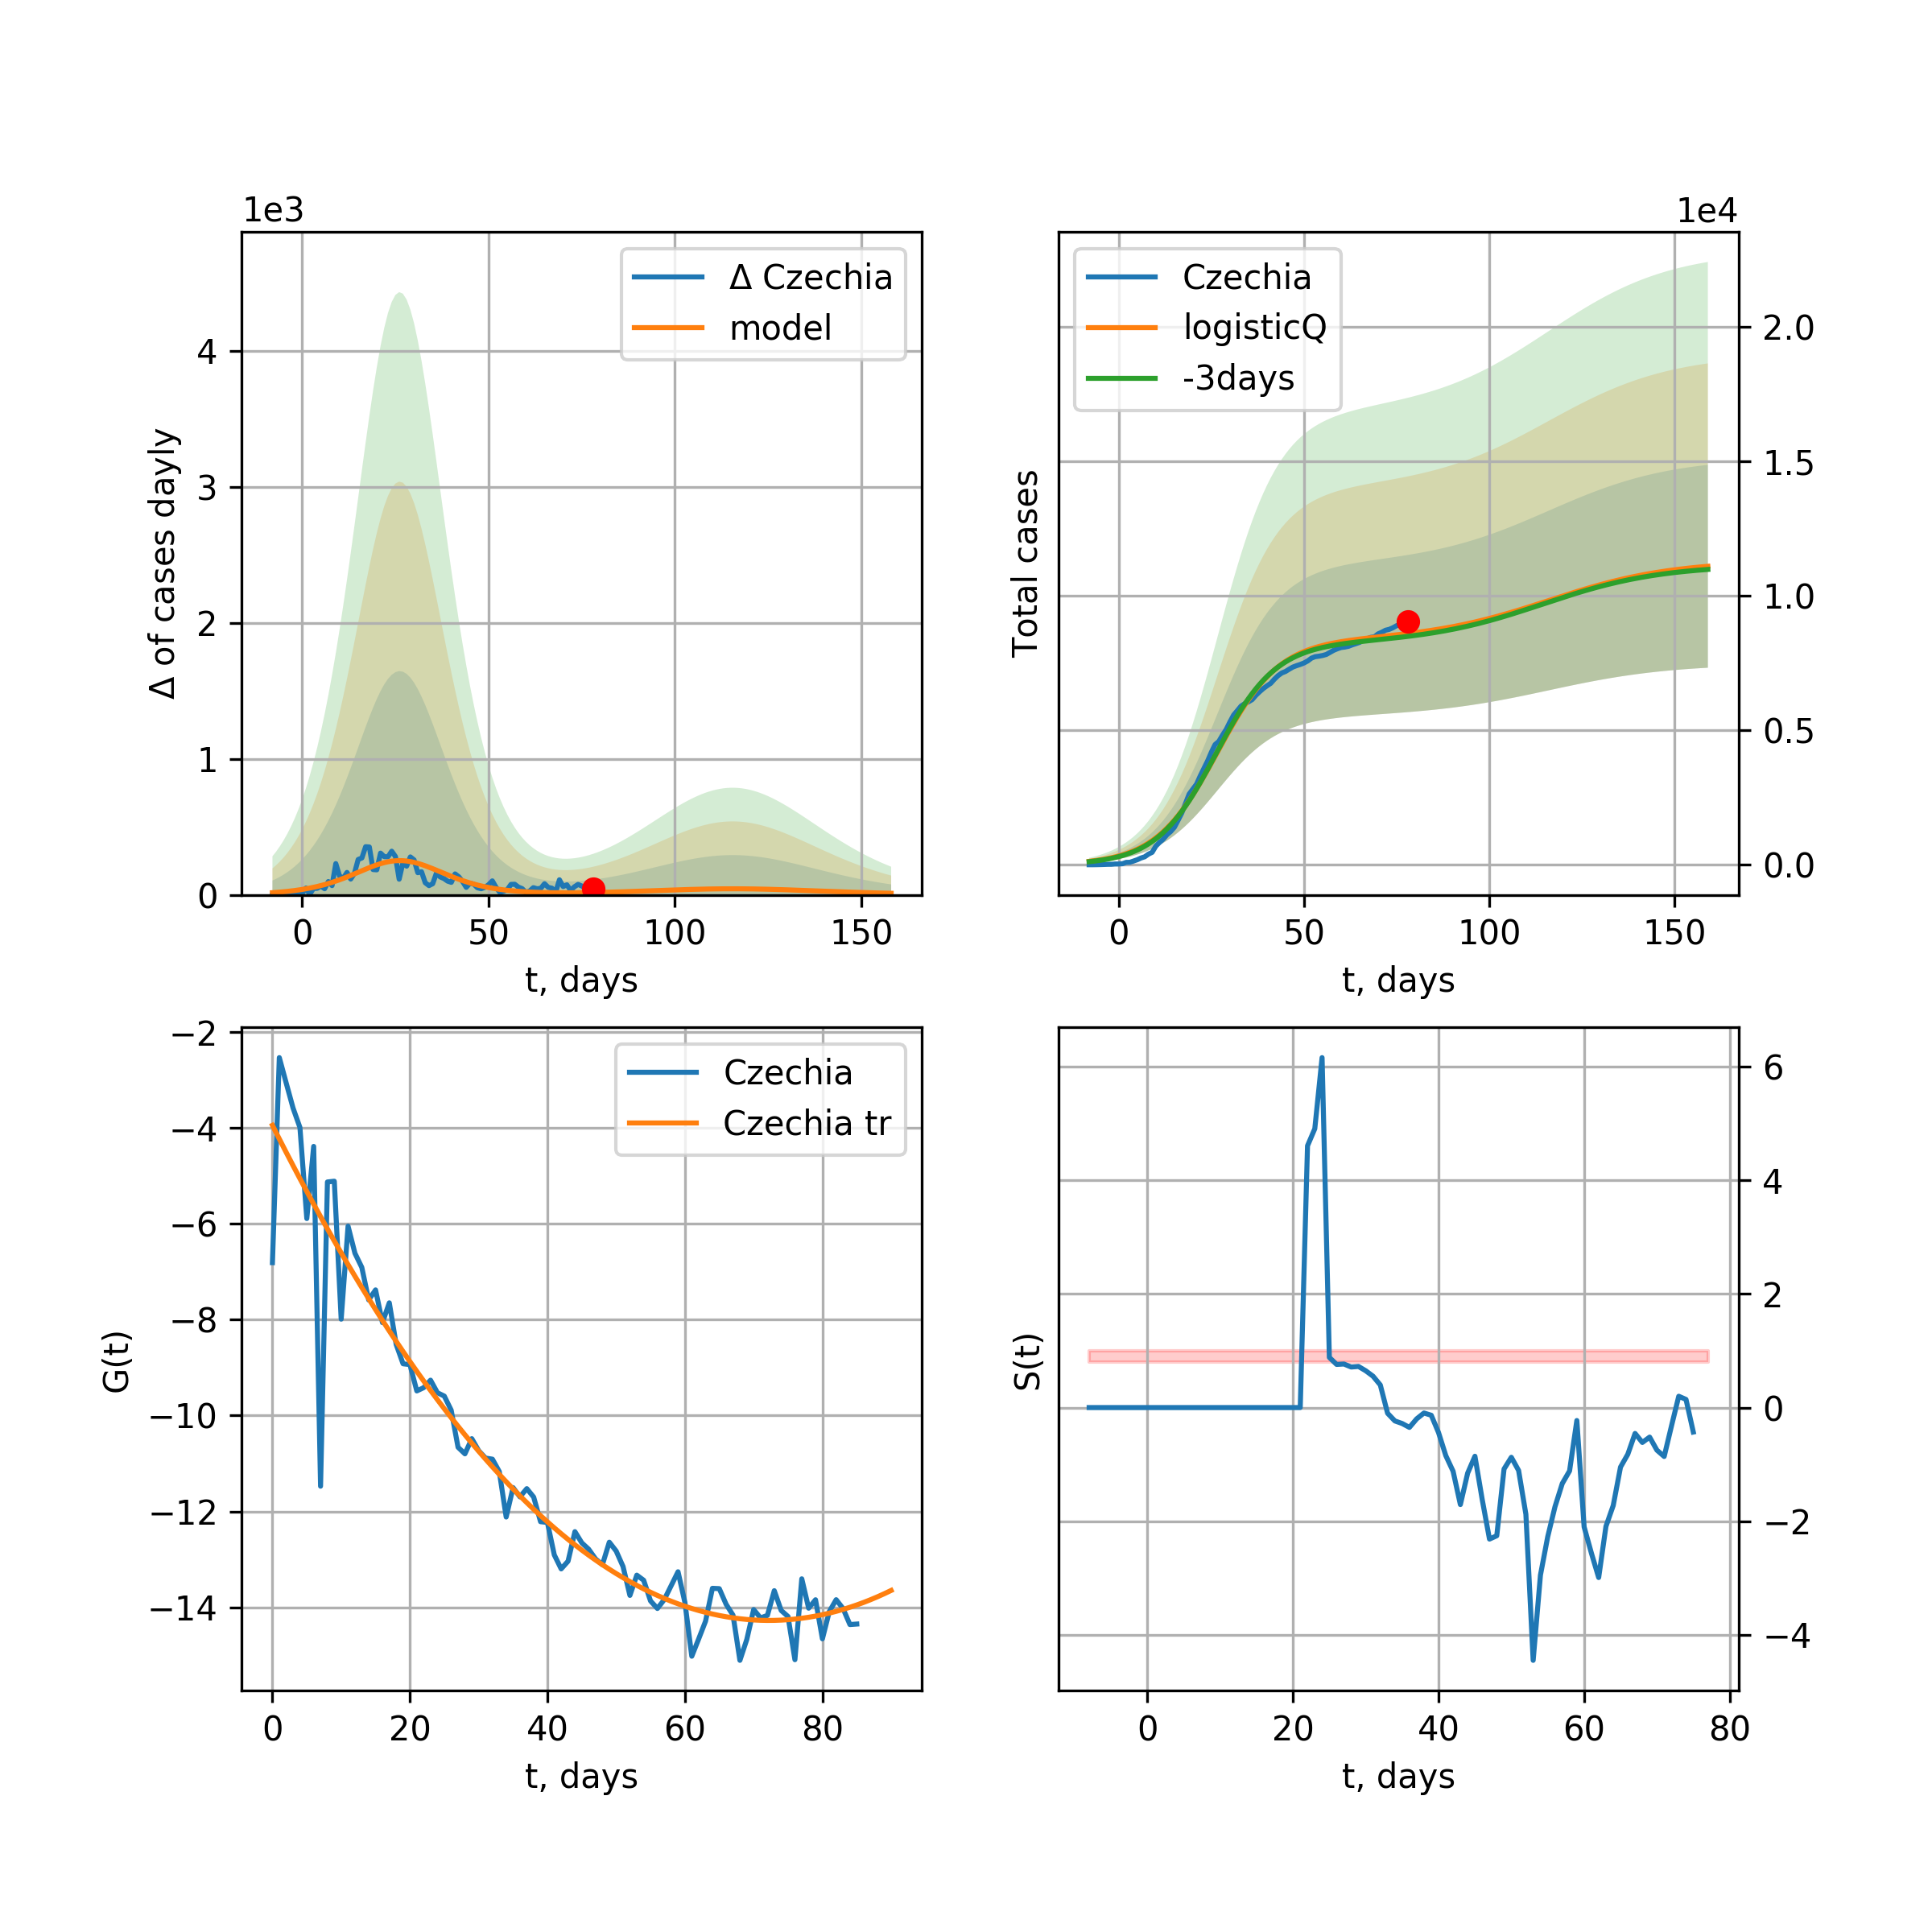 1e3
Δ of cases dayly
4
3
2
1
0
0 50 100 150
t, days
Δ Czechia
model
1e4
Total cases
2.0
1.5
1.0
0.5
0.0
0 50 100 150
t, days
Czechia
logisticQ
-3days
G(t)
−2
−4
−6
−8
−10
−12
−14
0 20 40 60 80
t, days
Czechia
Czechia tr
S(t)
6
4
2
0
−2
−4
0 20 40 60 80
t, days